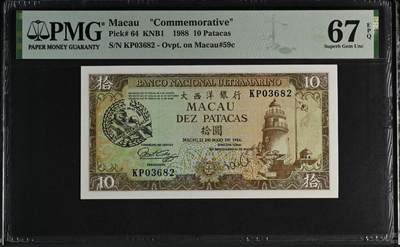 PMG
PAPER MONEY GUARANTY
Macau "Commemorative"
Pick# 64 KNB1 1988 10 Patacas
S/N KP03682 - Ovpt. on Macau#59c
67 EPQ
Superb Gem Unc
拾 BANCO NACIONAL ULTRAMARINO 10
大西洋銀行 KP03682
MACAU
DEZ PATACAS
拾圓
KP03682
10 拾